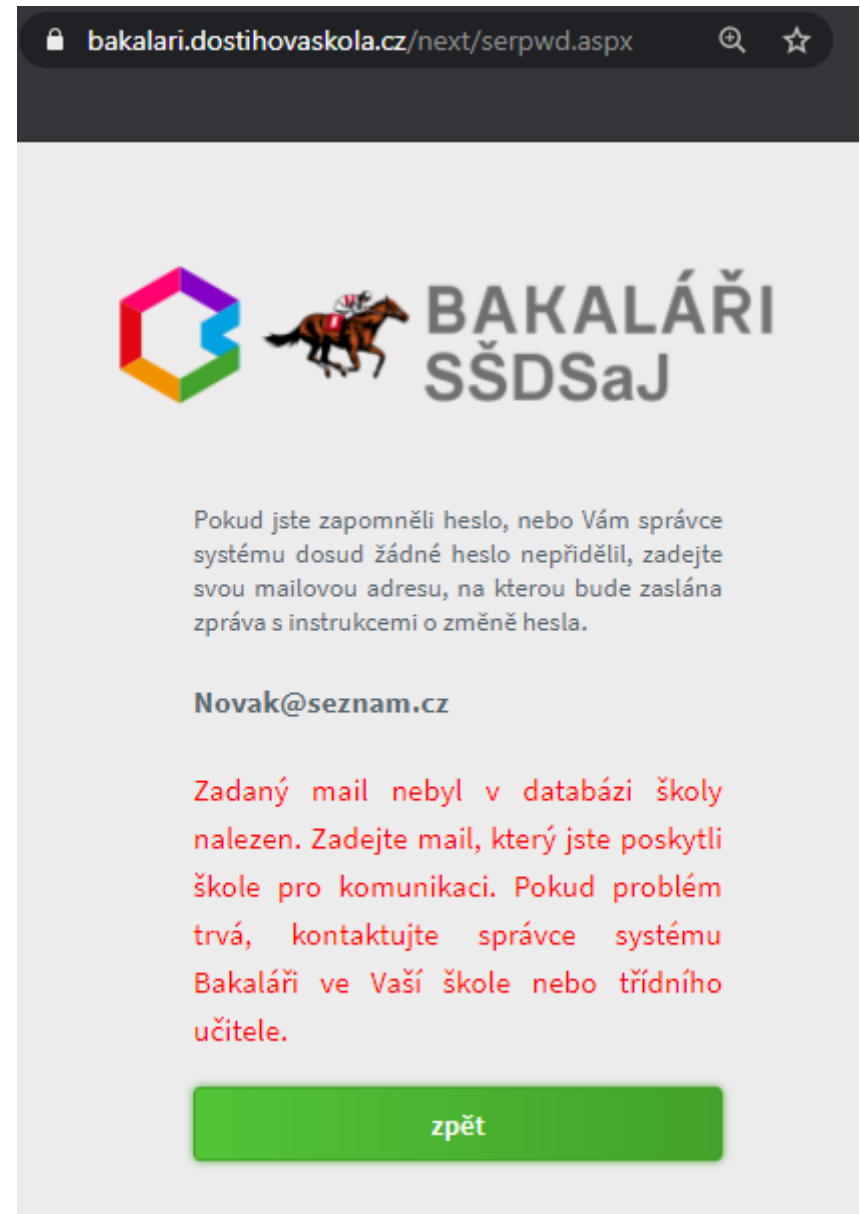 bakalari.dostihovaskola.cz/next/serpwd.aspx
BAKALÁŘI
SŠDSaJ
Pokud jste zapomněli heslo, nebo Vám správce
systému dosud žádné heslo nepřidělil, zadejte
svou mailovou adresu, na kterou bude zaslána
zpráva s instrukcemi o změně hesla.
Novak@seznam.cz
Zadaný mail nebyl v databázi školy
nalezen. Zadejte mail, který jste poskytli
škole pro komunikaci. Pokud problém
trvá, kontaktujte správce systému
Bakaláři ve Vaší škole nebo třídního
učitele.
zpět